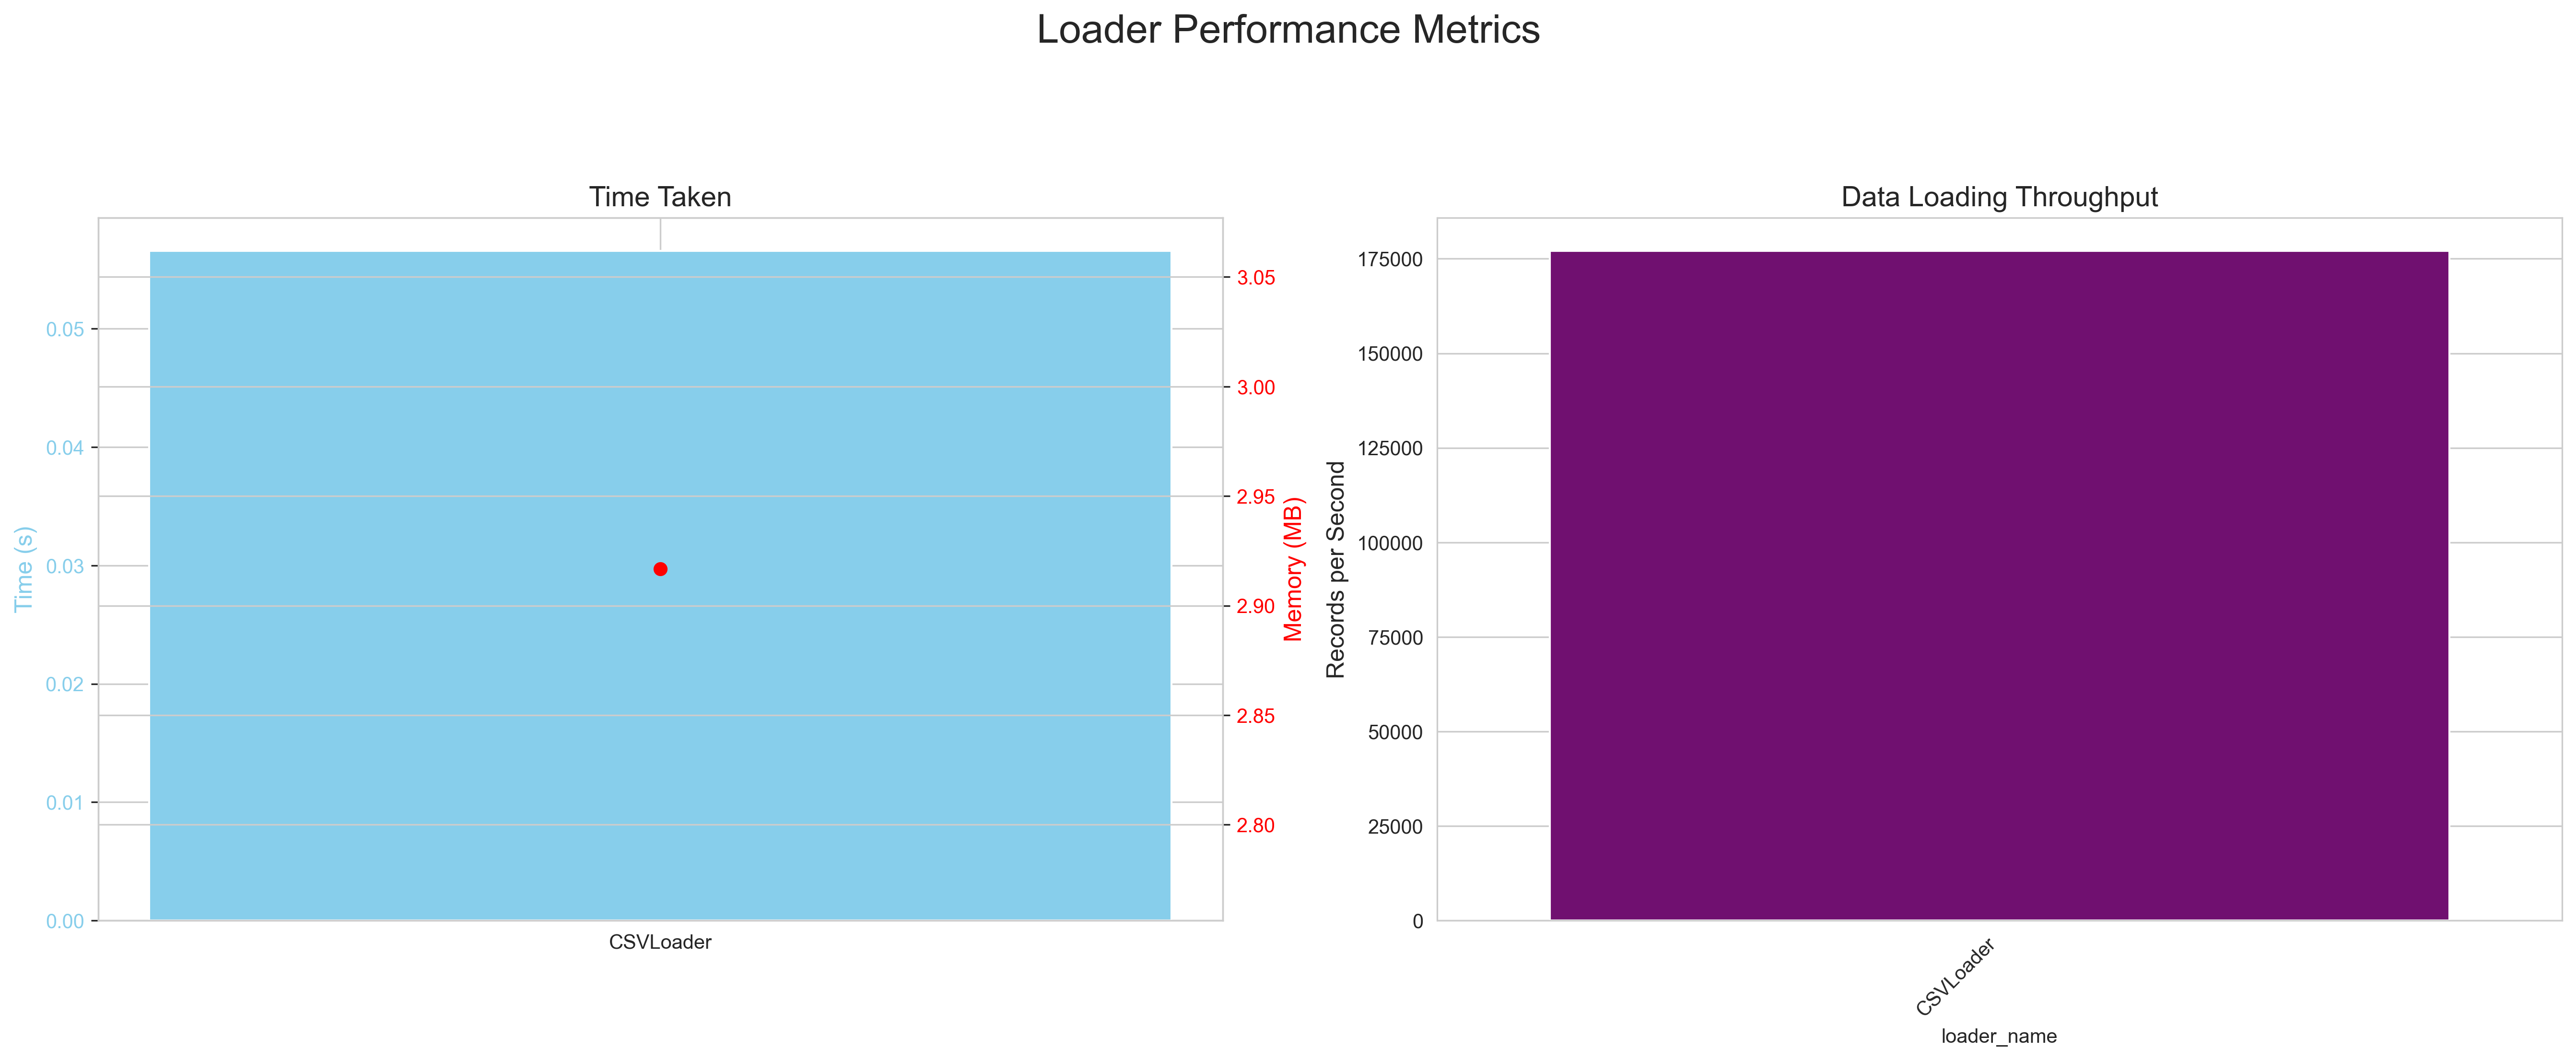 Loader Performance Metrics
Time Taken
Time (s)
0.05
0.04
0.03
0.02
0.01
0.00
CSVLoader
3.05
3.00
2.95
2.90
2.85
2.80
Memory (MB)
Data Loading Throughput
Records per Second
175000
150000
125000
100000
75000
50000
25000
0
CSVLoader
loader_name